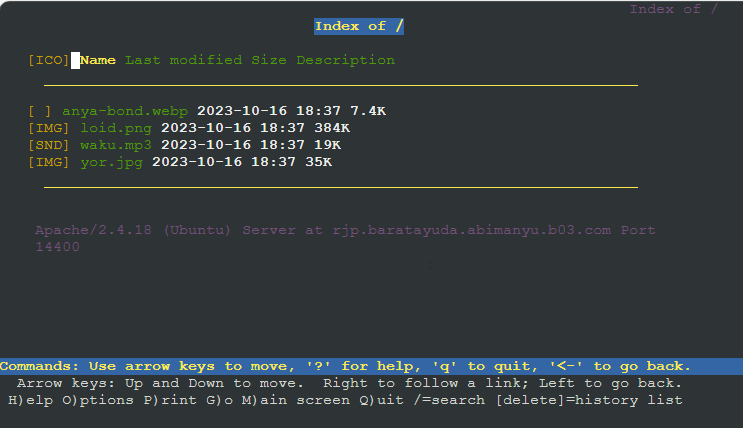 Index of /
Index of /
[ICO] Name Last modified Size Description
[ ] anya-bond.webp 2023-10-16 18:37 7.4K
[IMG] loid.png 2023-10-16 18:37 384K
[SND] waku.mp3 2023-10-16 18:37 19K
[IMG] yor.jpg 2023-10-16 18:37 35K
Apache/2.4.18 (Ubuntu) Server at rjp.baratayuda.abimanyu.b03.com Port
14400
Commands: Use arrow keys to move, '?' for help, 'q' to quit, '<-' to go back.
Arrow keys: Up and Down to move.  Right to follow a link; Left to go back.
H)elp O)ptions P)rint G)o M)ain screen Q)uit /=search [delete]=history list